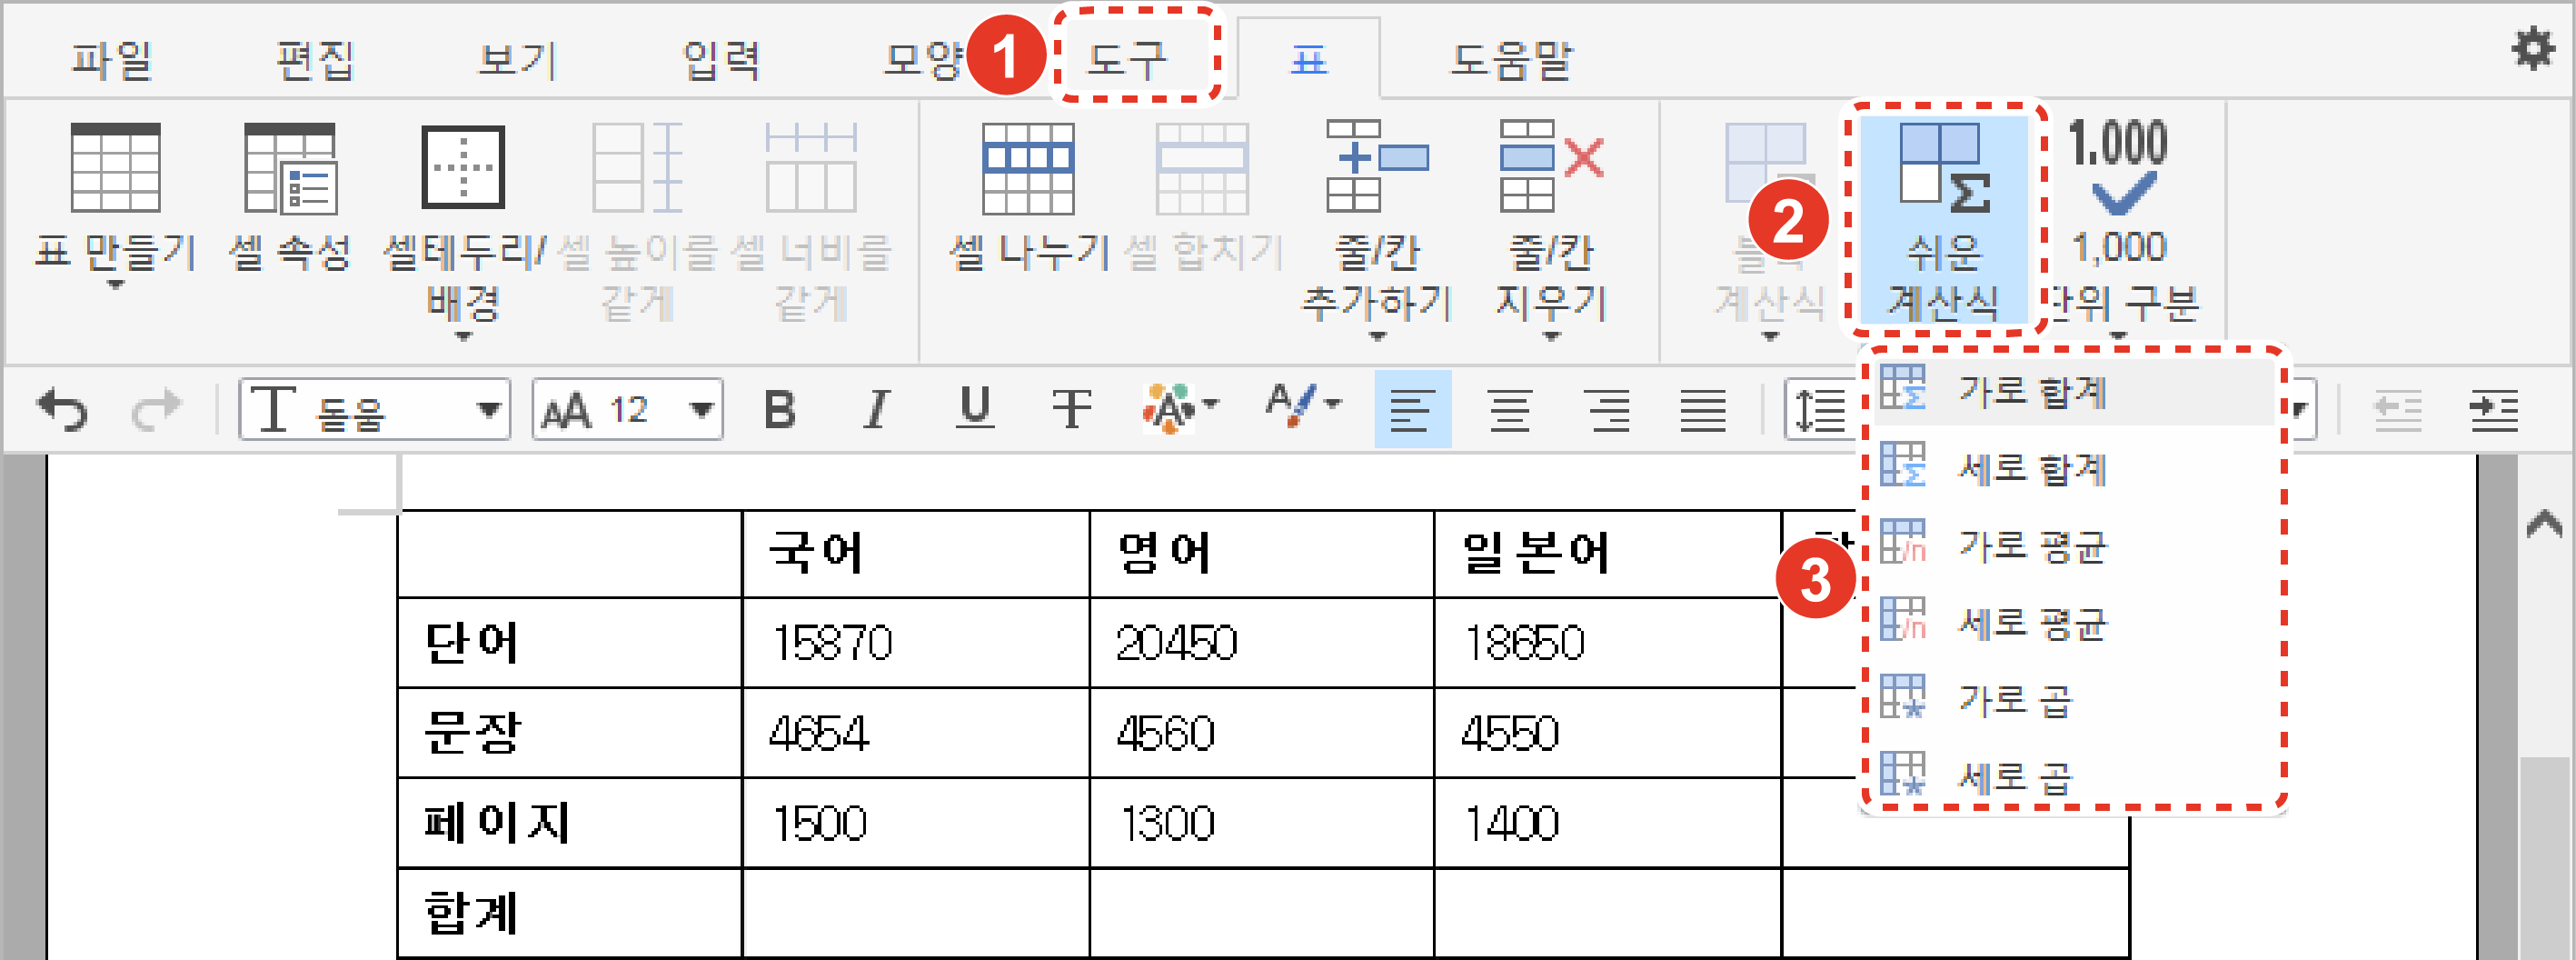 파일 편집 보기 입력 모양 1 도구 표 도움말
1.000
2
표 만들기 셀 속성 셀테두리/ 셀 높이를 셀 너비를 셀 나누기 셀 합치기 줄/칸 줄/칸 쉬운 1,000
배경 같게 같게 추가하기 지우기 계산식 계산식 단위 구분
돋움 12 B I U T
가로 합계
세로 합계
가로 평균
세로 평균
가로 곱
세로 곱
3
국어 영어 일본어
단어 15870 20450 18650
문장 4654 4560 4550
페이지 1500 1300 1400
합계